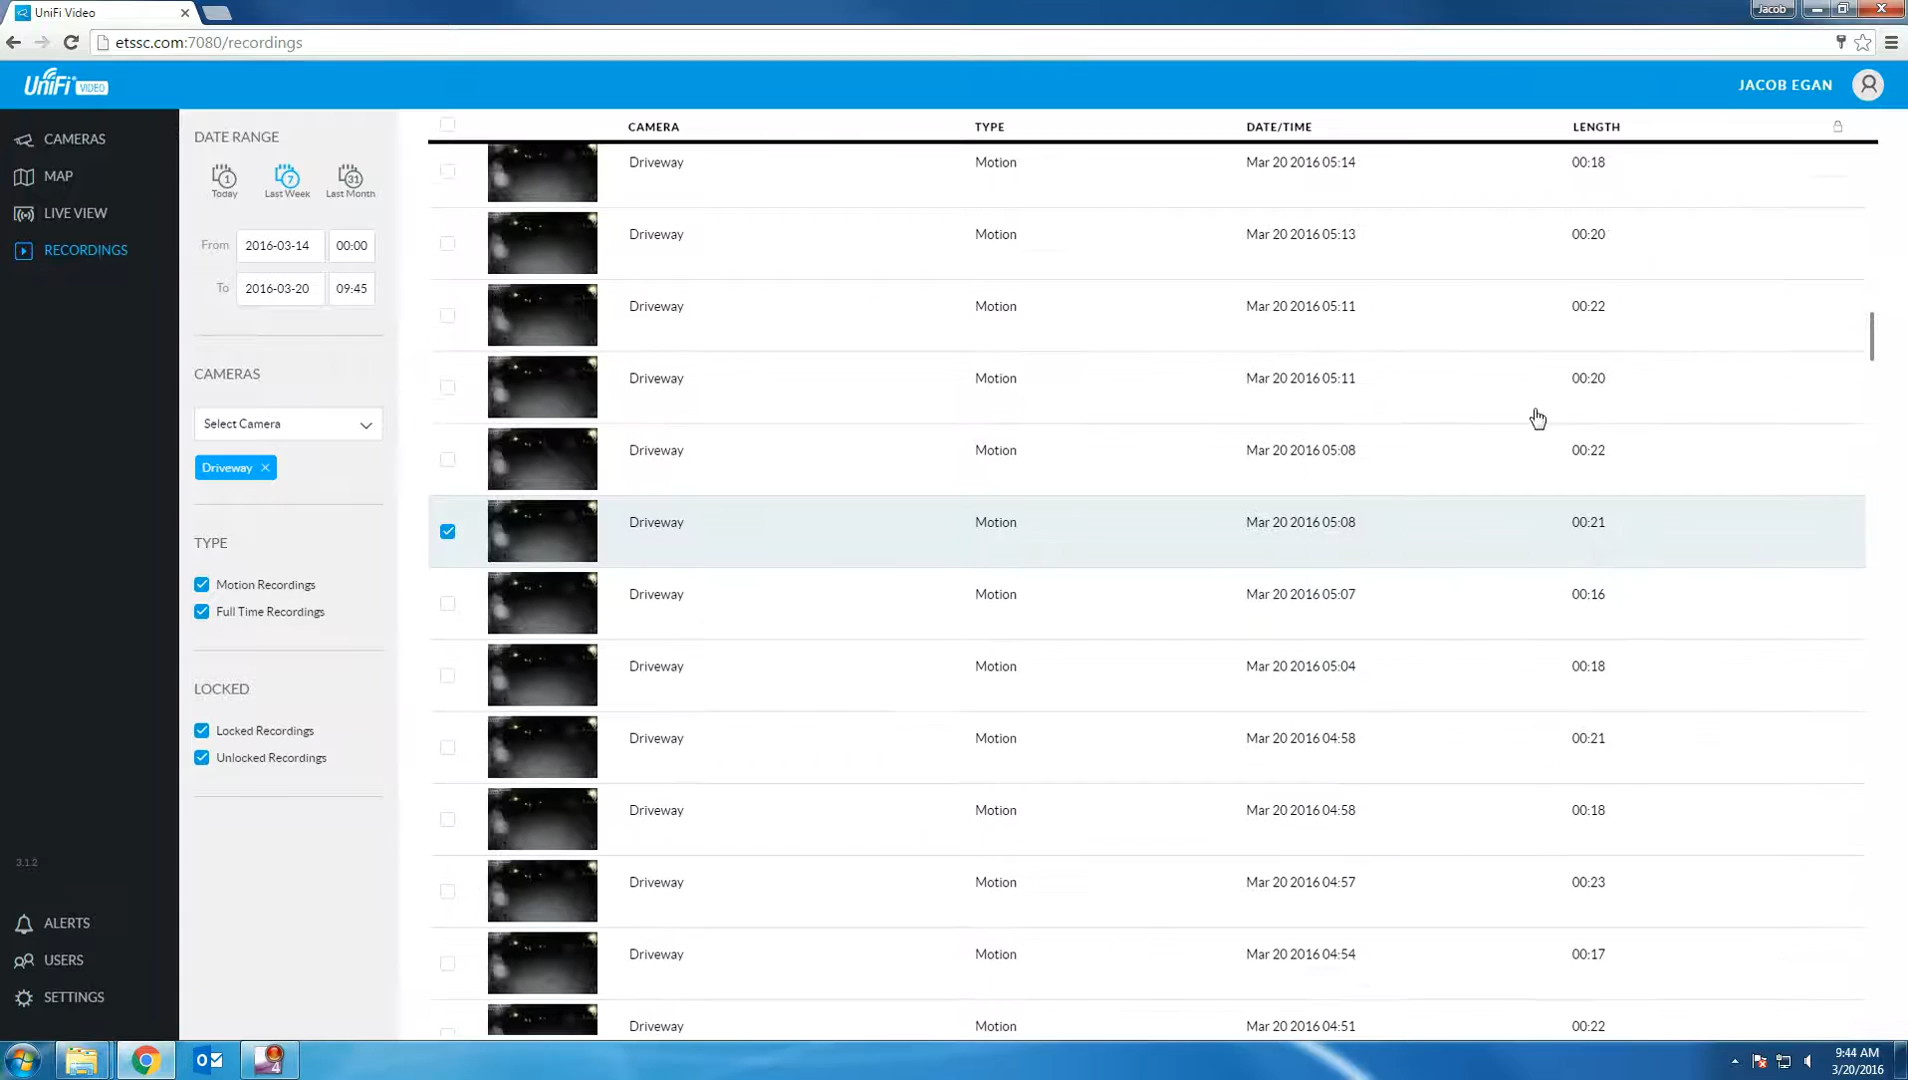 UniFi Video
Jacob
etssc.com:7080/recordings
UniFi VIDEO
JACOB EGAN
CAMERAS
MAP
LIVE VIEW
RECORDINGS
3.1.2
ALERTS
USERS
SETTINGS
DATE RANGE
1 7 31
Today Last Week Last Month
From 2016-03-14 00:00
To 2016-03-20 09:45
CAMERAS
Select Camera
Driveway ×
TYPE
Motion Recordings
Full Time Recordings
LOCKED
Locked Recordings
Unlocked Recordings
CAMERA TYPE DATE/TIME LENGTH
Driveway Motion Mar 20 2016 05:14 00:18
Driveway Motion Mar 20 2016 05:13 00:20
Driveway Motion Mar 20 2016 05:11 00:22
Driveway Motion Mar 20 2016 05:11 00:20
Driveway Motion Mar 20 2016 05:08 00:22
Driveway Motion Mar 20 2016 05:08 00:21
Driveway Motion Mar 20 2016 05:07 00:16
Driveway Motion Mar 20 2016 05:04 00:18
Driveway Motion Mar 20 2016 04:58 00:21
Driveway Motion Mar 20 2016 04:58 00:18
Driveway Motion Mar 20 2016 04:57 00:23
Driveway Motion Mar 20 2016 04:54 00:17
Driveway Motion Mar 20 2016 04:51 00:22
4
9:44 AM
3/20/2016